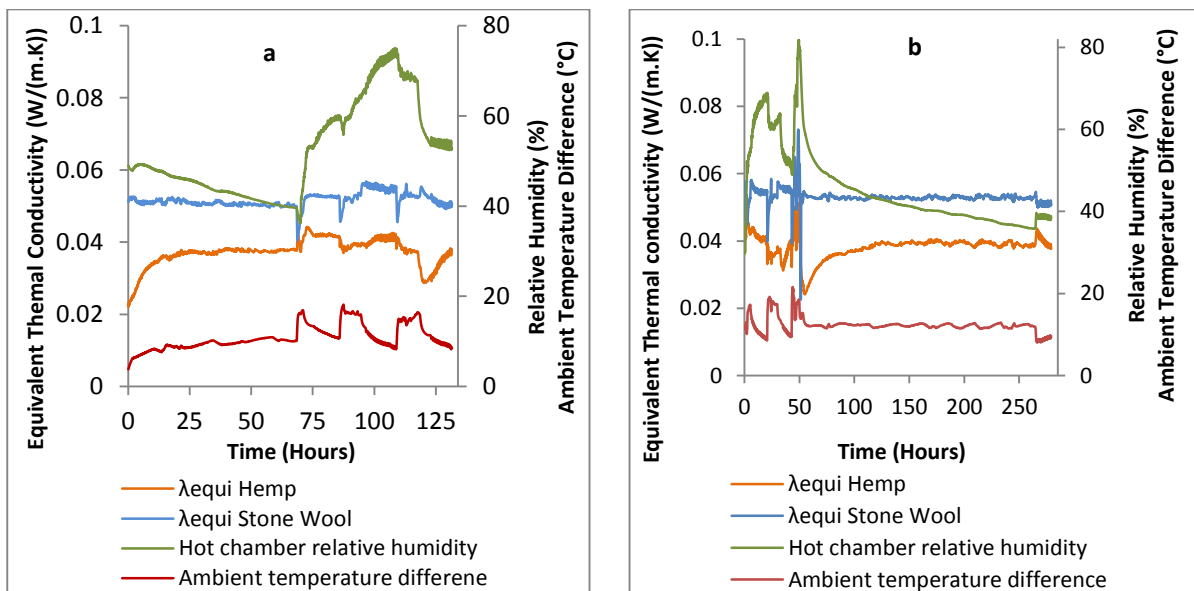 a
Equivalent Themal Conductivity (W/(m.K))
0.1
0.08
0.06
0.04
0.02
0
80
60
40
20
0
Relative Humidity (%)
Ambient Temperature Difference (°C)
0 25 50 75 100 125
Time (Hours)
λequi Hemp
λequi Stone Wool
Hot chamber relative humidity
Ambient temperature differene
b
Equivalent Thermal conductivity (W/(m.K)
0.1
0.08
0.06
0.04
0.02
0
80
60
40
20
0
Relative Humidity (%)
Ambient Temperature Difference (°C)
0 50 100 150 200 250
Time (Hours)
λequi Hemp
λequi Stone Wool
Hot chamber relative humidity
Ambient temperature difference